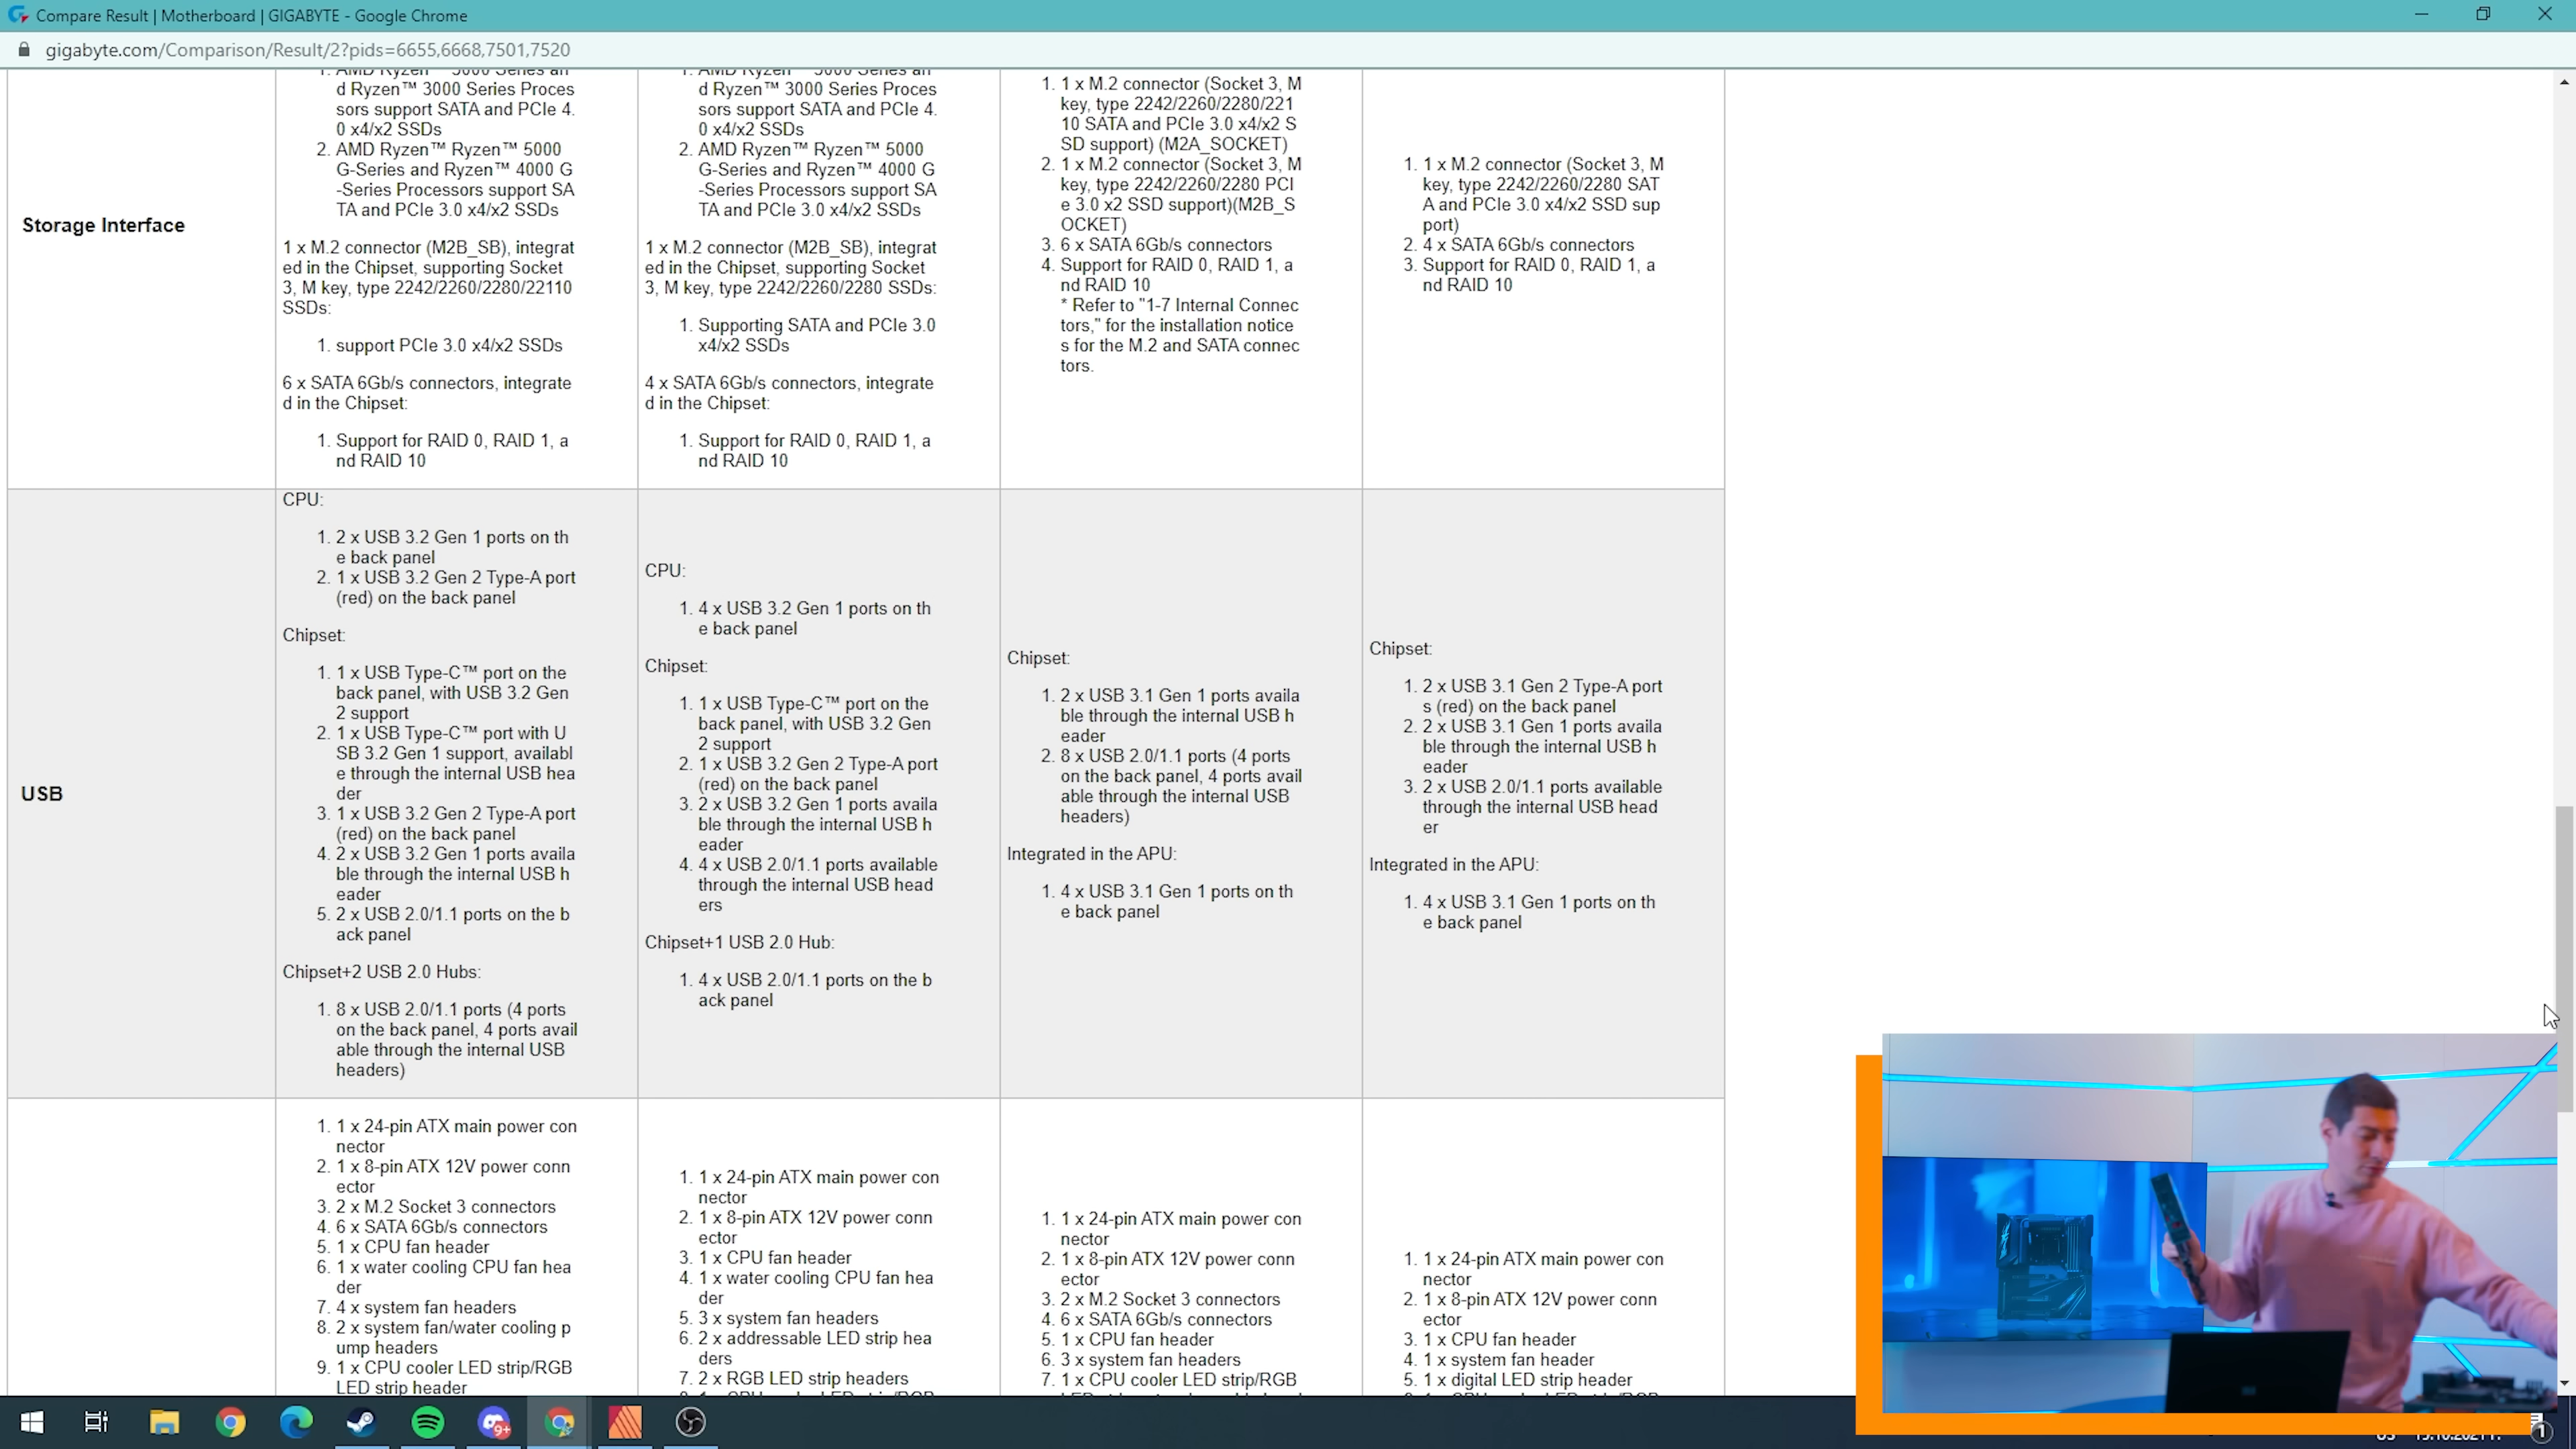 Compare Result | Motherboard | GIGABYTE - Google Chrome
gigabyte.com/Comparison/Result/2?pids=6655,6668,7501,7520
Storage Interface
1. AMD Ryzen™ 5000 Series an
d Ryzen™ 3000 Series Proces
sors support SATA and PCIe 4.
0 x4/x2 SSDs
2. AMD Ryzen™ Ryzen™ 5000
G-Series and Ryzen™ 4000 G
-Series Processors support SA
TA and PCIe 3.0 x4/x2 SSDs
1 x M.2 connector (M2B_SB), integrat
ed in the Chipset, supporting Socket
3, M key, type 2242/2260/2280/22110
SSDs:
1. support PCIe 3.0 x4/x2 SSDs
6 x SATA 6Gb/s connectors, integrate
d in the Chipset:
1. Support for RAID 0, RAID 1, a
nd RAID 10
1. AMD Ryzen™ 5000 Series an
d Ryzen™ 3000 Series Proces
sors support SATA and PCIe 4.
0 x4/x2 SSDs
2. AMD Ryzen™ Ryzen™ 5000
G-Series and Ryzen™ 4000 G
-Series Processors support SA
TA and PCIe 3.0 x4/x2 SSDs
1 x M.2 connector (M2B_SB), integrat
ed in the Chipset, supporting Socket
3, M key, type 2242/2260/2280 SSDs:
1. Supporting SATA and PCIe 3.0
x4/x2 SSDs
4 x SATA 6Gb/s connectors, integrate
d in the Chipset:
1. Support for RAID 0, RAID 1, a
nd RAID 10
1. 1 x M.2 connector (Socket 3, M
key, type 2242/2260/2280/221
10 SATA and PCIe 3.0 x4/x2 S
SD support) (M2A_SOCKET)
2. 1 x M.2 connector (Socket 3, M
key, type 2242/2260/2280 PCI
e 3.0 x2 SSD support)(M2B_S
OCKET)
3. 6 x SATA 6Gb/s connectors
4. Support for RAID 0, RAID 1, a
nd RAID 10
* Refer to "1-7 Internal Connec
tors," for the installation notice
s for the M.2 and SATA connec
tors.
1. 1 x M.2 connector (Socket 3, M
key, type 2242/2260/2280 SAT
A and PCIe 3.0 x4/x2 SSD sup
port)
2. 4 x SATA 6Gb/s connectors
3. Support for RAID 0, RAID 1, a
nd RAID 10
USB
CPU:
1. 2 x USB 3.2 Gen 1 ports on th
e back panel
2. 1 x USB 3.2 Gen 2 Type-A port
(red) on the back panel
Chipset:
1. 1 x USB Type-C™ port on the
back panel, with USB 3.2 Gen
2 support
2. 1 x USB Type-C™ port with U
SB 3.2 Gen 1 support, availabl
e through the internal USB hea
der
3. 1 x USB 3.2 Gen 2 Type-A port
(red) on the back panel
4. 2 x USB 3.2 Gen 1 ports availa
ble through the internal USB h
eader
5. 2 x USB 2.0/1.1 ports on the b
ack panel
Chipset+2 USB 2.0 Hubs:
1. 8 x USB 2.0/1.1 ports (4 ports
on the back panel, 4 ports avail
able through the internal USB
headers)
CPU:
1. 4 x USB 3.2 Gen 1 ports on th
e back panel
Chipset:
1. 1 x USB Type-C™ port on the
back panel, with USB 3.2 Gen
2 support
2. 1 x USB 3.2 Gen 2 Type-A port
(red) on the back panel
3. 2 x USB 3.2 Gen 1 ports availa
ble through the internal USB h
eader
4. 4 x USB 2.0/1.1 ports available
through the internal USB head
ers
Chipset+1 USB 2.0 Hub:
1. 4 x USB 2.0/1.1 ports on the b
ack panel
Chipset:
1. 2 x USB 3.1 Gen 1 ports availa
ble through the internal USB h
eader
2. 8 x USB 2.0/1.1 ports (4 ports
on the back panel, 4 ports avail
able through the internal USB
headers)
Integrated in the APU:
1. 4 x USB 3.1 Gen 1 ports on th
e back panel
Chipset:
1. 2 x USB 3.1 Gen 2 Type-A port
s (red) on the back panel
2. 2 x USB 3.1 Gen 1 ports availa
ble through the internal USB h
eader
3. 2 x USB 2.0/1.1 ports available
through the internal USB head
er
Integrated in the APU:
1. 4 x USB 3.1 Gen 1 ports on th
e back panel
1. 1 x 24-pin ATX main power con
nector
2. 1 x 8-pin ATX 12V power conn
ector
3. 2 x M.2 Socket 3 connectors
4. 6 x SATA 6Gb/s connectors
5. 1 x CPU fan header
6. 1 x water cooling CPU fan hea
der
7. 4 x system fan headers
8. 2 x system fan/water cooling p
ump headers
9. 1 x CPU cooler LED strip/RGB
LED strip header
1. 1 x 24-pin ATX main power con
nector
2. 1 x 8-pin ATX 12V power conn
ector
3. 1 x CPU fan header
4. 1 x water cooling CPU fan hea
der
5. 3 x system fan headers
6. 2 x addressable LED strip hea
ders
7. 2 x RGB LED strip headers
1. 1 x 24-pin ATX main power con
nector
2. 1 x 8-pin ATX 12V power conn
ector
3. 2 x M.2 Socket 3 connectors
4. 6 x SATA 6Gb/s connectors
5. 1 x CPU fan header
6. 3 x system fan headers
7. 1 x CPU cooler LED strip/RGB
1. 1 x 24-pin ATX main power con
nector
2. 1 x 8-pin ATX 12V power conn
ector
3. 1 x CPU fan header
4. 1 x system fan header
5. 1 x digital LED strip header
9+
1